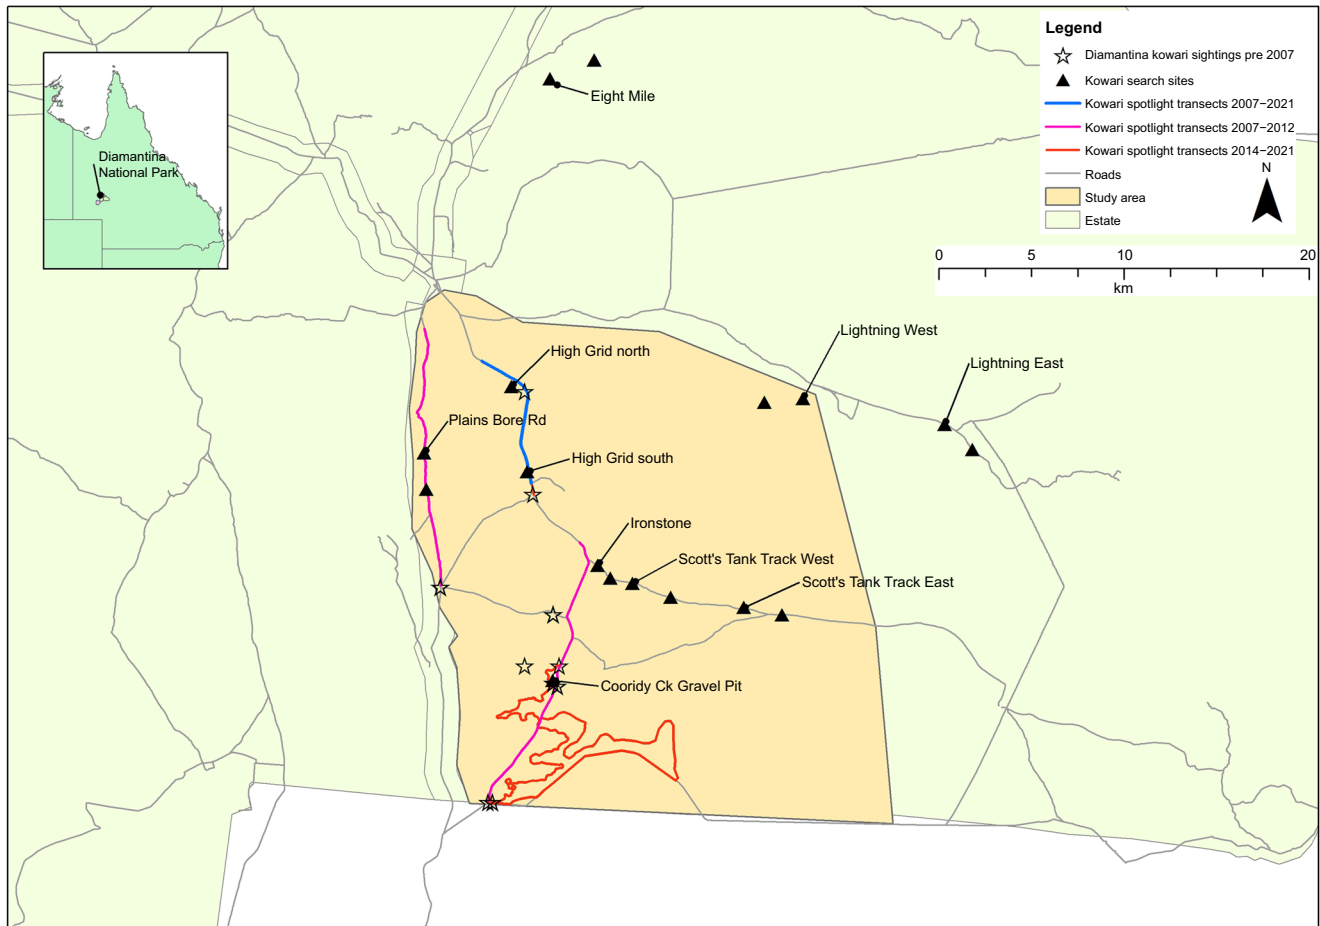 Legend
Diamantina kowari sightings pre 2007
Kowari search sites
Kowari spotlight transects 2007−2021
Kowari spotlight transects 2007−2012
Kowari spotlight transects 2014−2021
Roads
Study area
Estate
N
0 5 10 20
km
Diamantina
National Park
Eight Mile
Lightning West
High Grid north
Lightning East
Plains Bore Rd
High Grid south
Ironstone
Scott's Tank Track West
Scott's Tank Track East
Cooridy Ck Gravel Pit